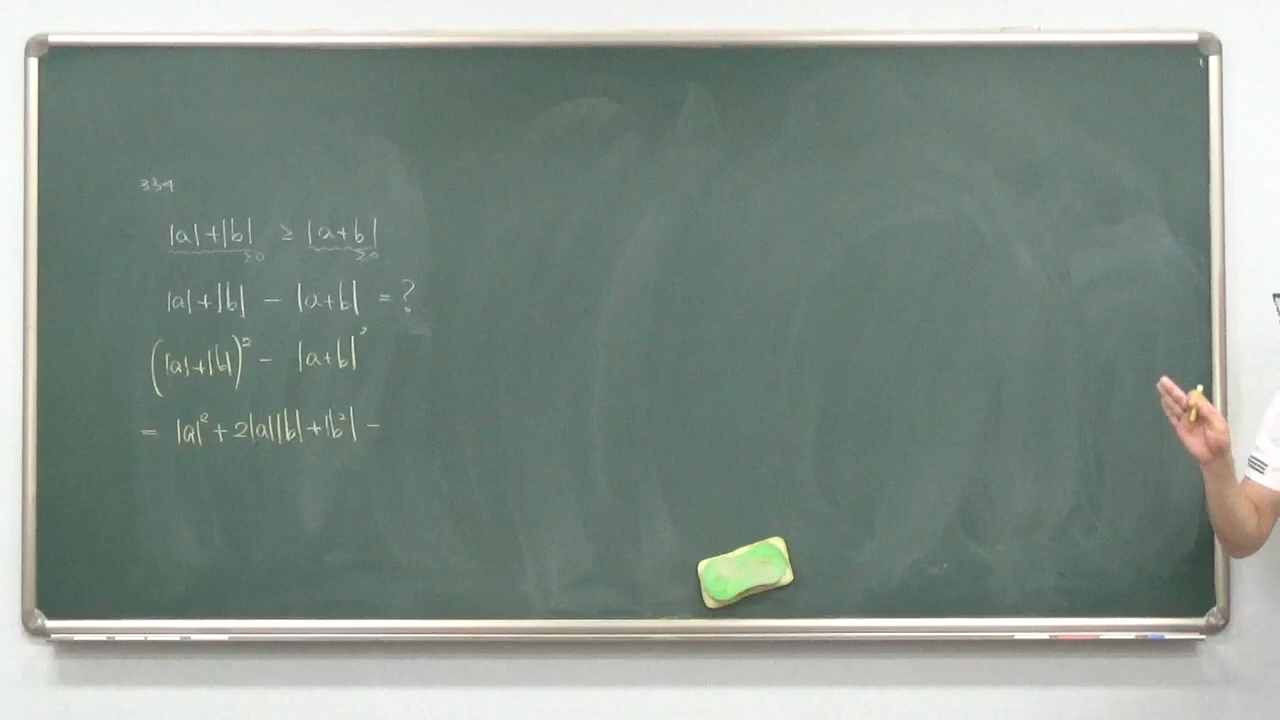 334
|a|+|b| ≥ |a+b|
≥0 ≥0
|a|+|b| - |a+b| = ?
(|a|+|b|)² - |a+b|²
= |a|² + 2|a||b| + |b²| -